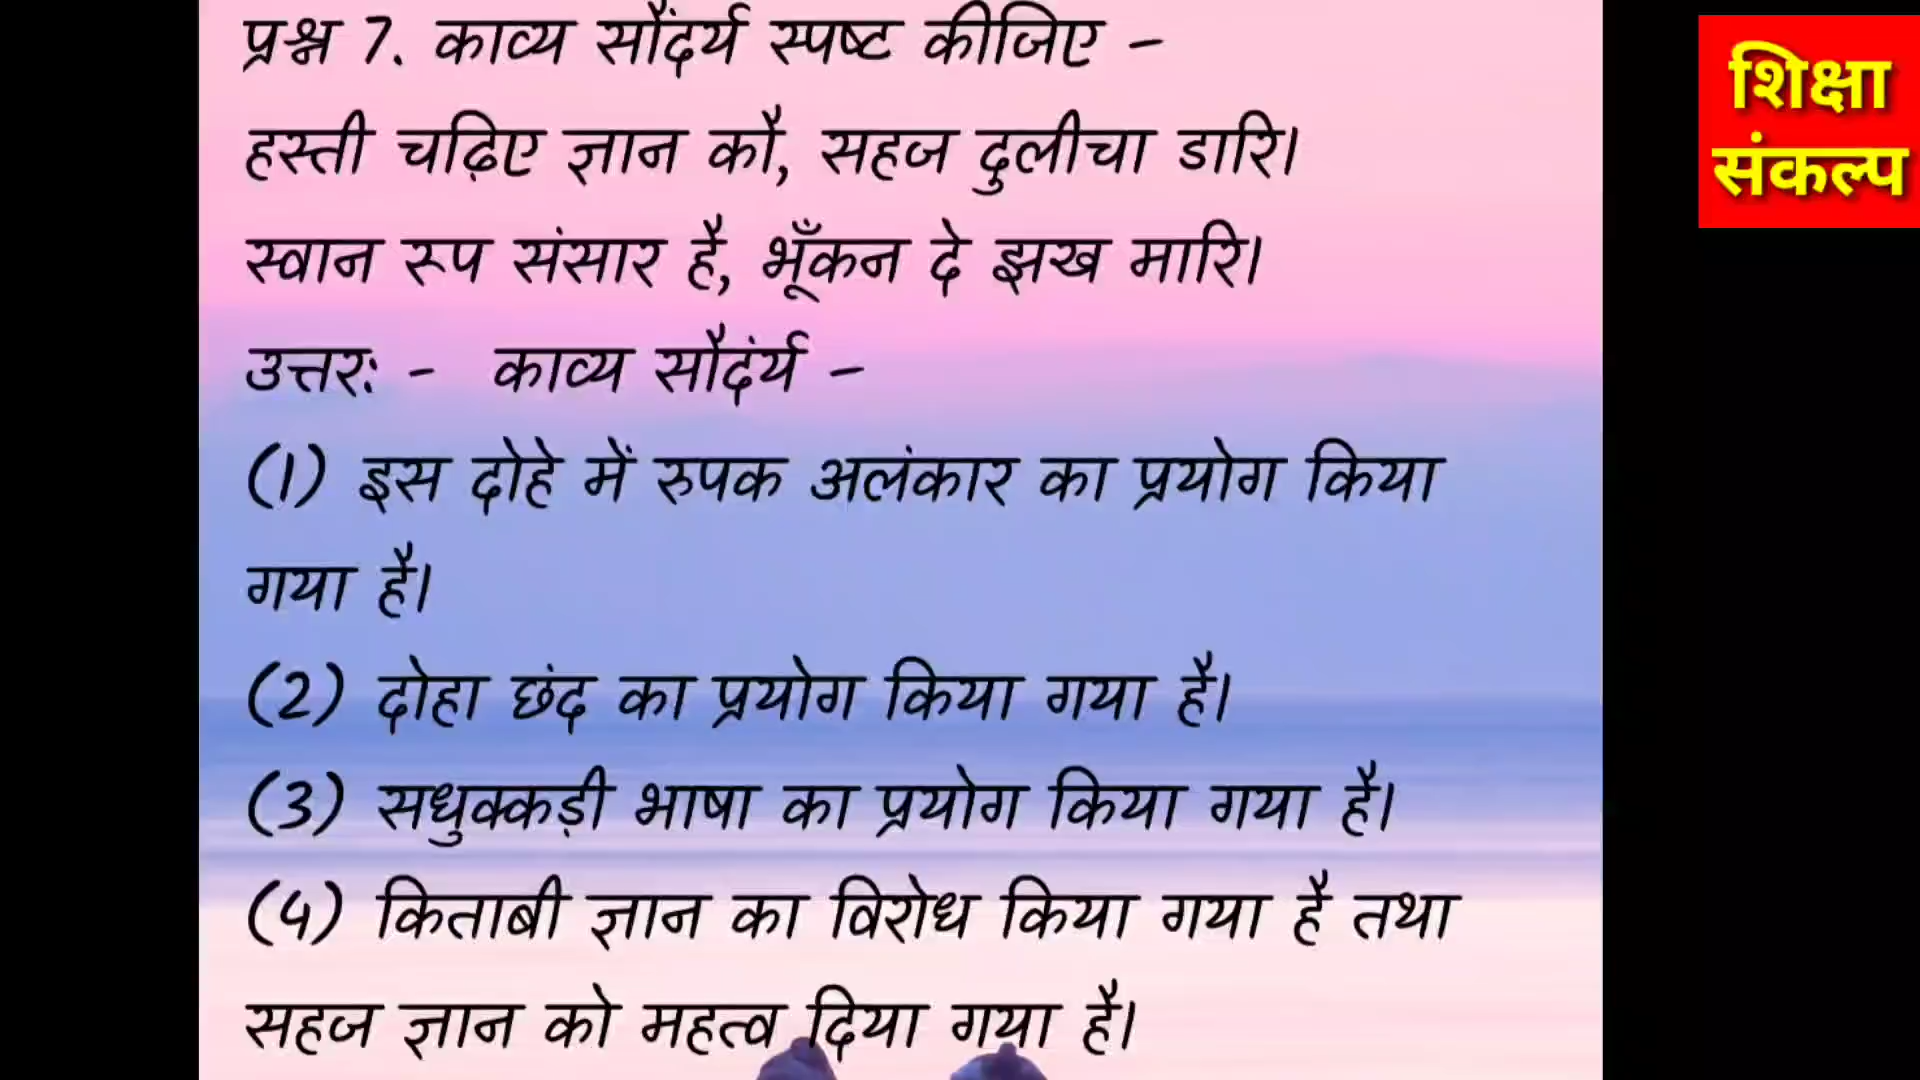 प्रश्न 7. काव्य सौंदर्य स्पष्ट कीजिए -
हस्ती चढ़िए ज्ञान कौ, सहज दुलीचा डारि।
स्वान रूप संसार है, भूँकन दे झख मारि।
उत्तर: - काव्य सौदंर्य -
(1) इस दोहे में रुपक अलंकार का प्रयोग किया
गया है।
(2) दोहा छंद का प्रयोग किया गया है।
(3) सधुक्कड़ी भाषा का प्रयोग किया गया है।
(4) किताबी ज्ञान का विरोध किया गया है तथा
सहज ज्ञान को महत्व दिया गया है।
शिक्षा
संकल्प